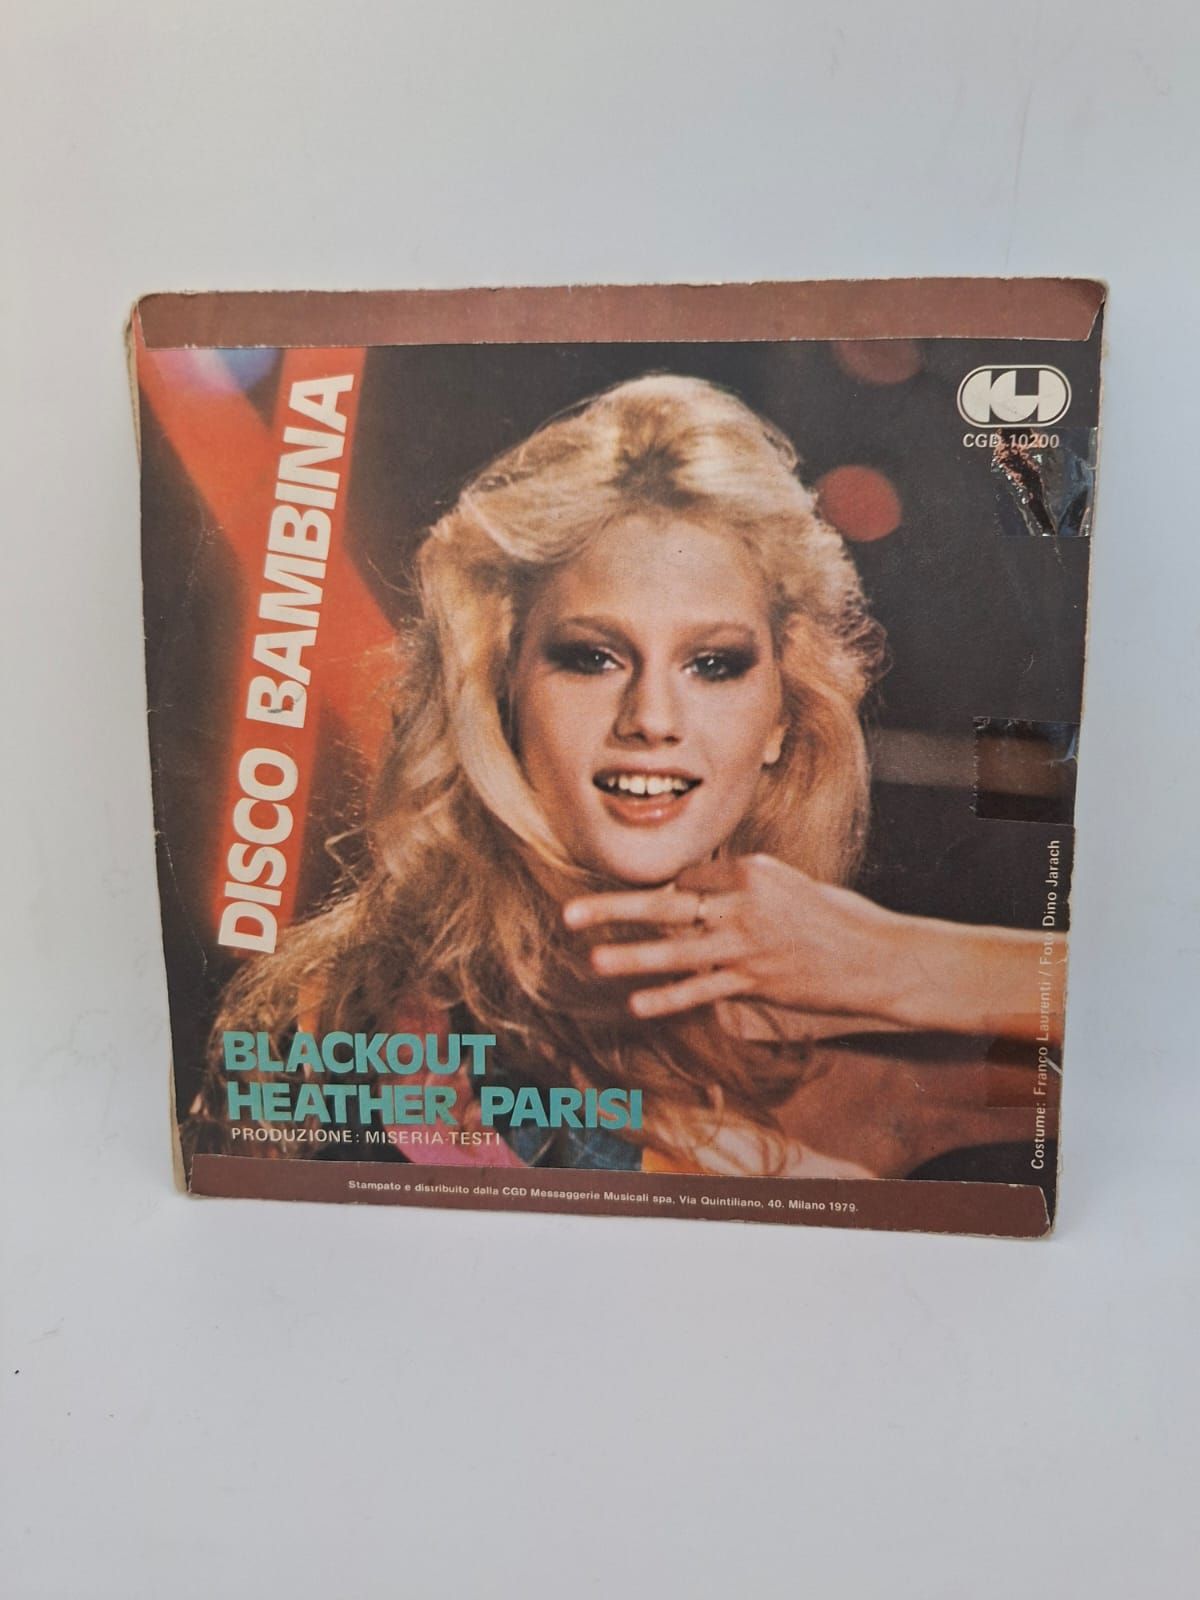 DISCO BAMBINA
CGD
CGD 10200
BLACKOUT
HEATHER PARISI
PRODUZIONE: MISERIA-TESTI
Costume: Franco Laurenti / Foto Dino Jarach
Stampato e distribuito dalla CGD Messaggerie Musicali spa, Via Quintiliano, 40. Milano 1979.